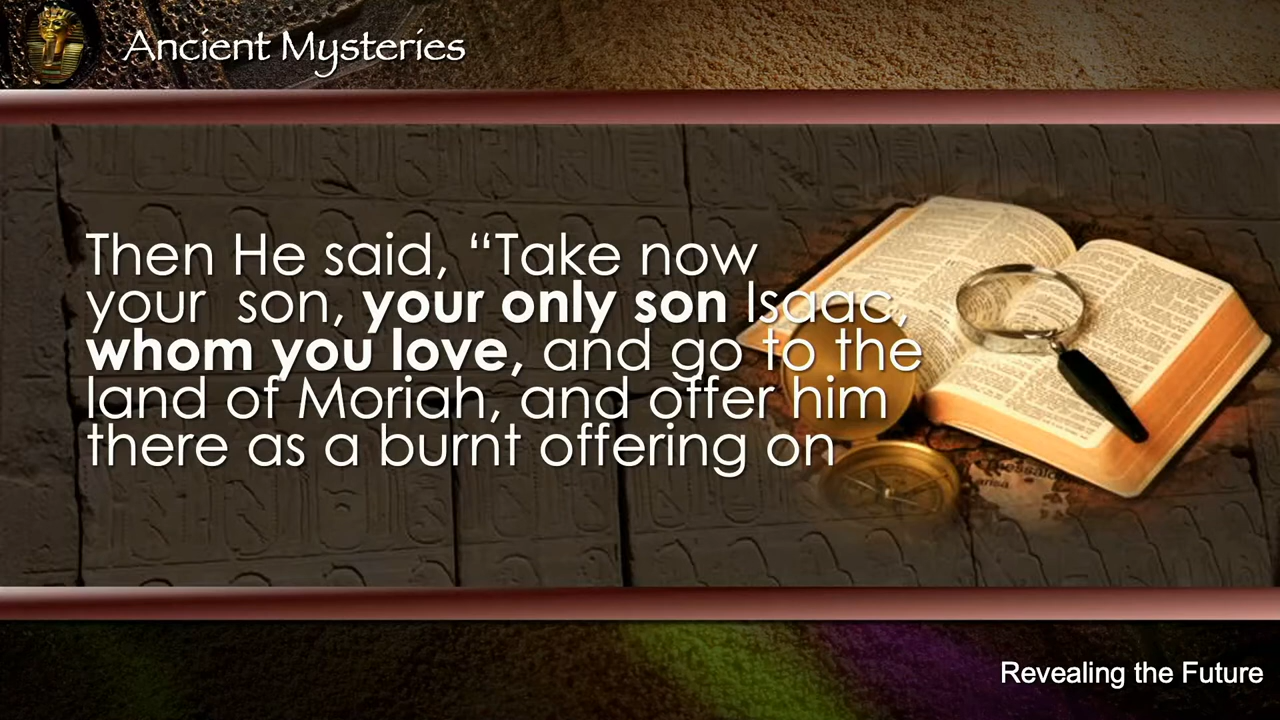 Ancient Mysteries
Then He said, “Take now
your  son, your only son Isaac,
whom you love, and go to the
land of Moriah, and offer him
there as a burnt offering on
Revealing the Future